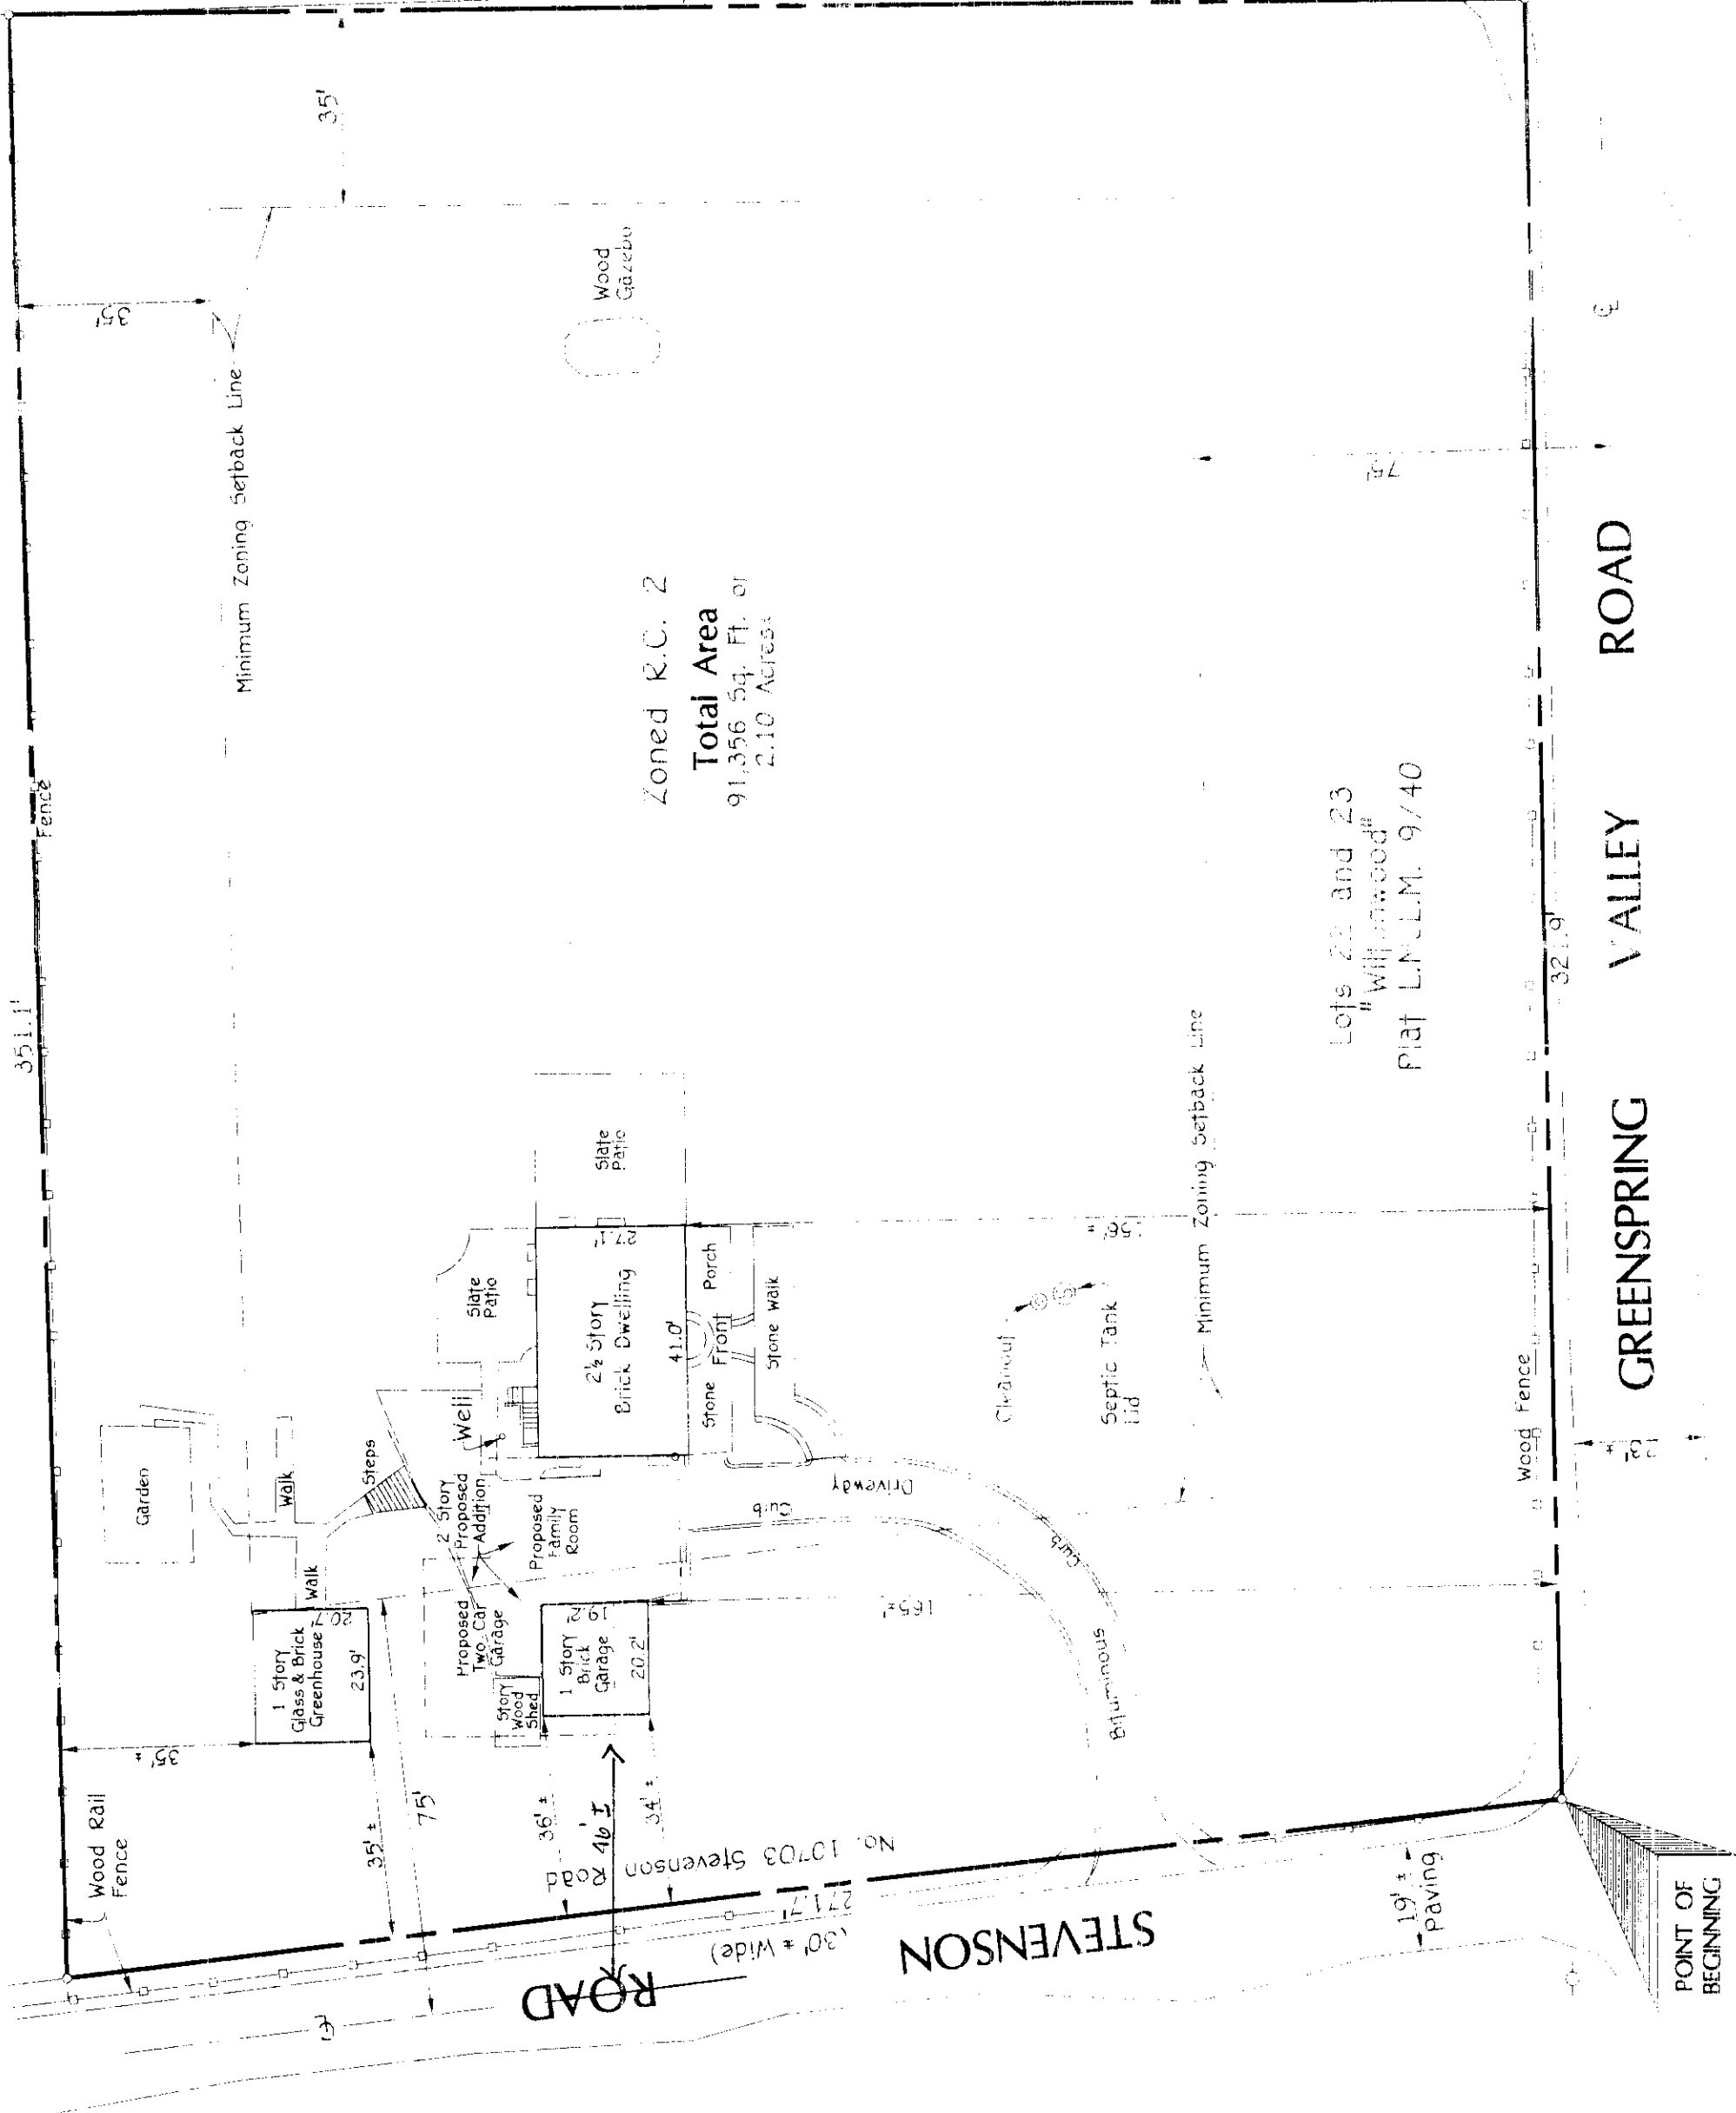 351.1'
Fence
35'
35'
Minimum Zoning Setback Line
Wood
Gazebo
Zoned R.C. 2
Total Area
91,356 Sq. Ft. or
2.10 Acres±
Lots 22 and 23
Plat L.Mc.L.M. 9/40
75'
℄
Garden
Walk
Walk
Steps
Well
Slate
Patio
Slate
Patio
2½ Story
Brick Dwelling
27.1'
41.0'
Stone Front Porch
Stone Walk
2 Story
Proposed
Addition
Proposed
Family
Room
Proposed
Two Car
Garage
1 Story
Glass & Brick
Greenhouse
20.7'
23.9'
Story
Wood
Shed
1 Story
Brick
Garage
19.2'
20.2'
Driveway
Curb
Curb
Bituminous
Cleanout
Septic Tank
Lid
Minimum Zoning Setback Line
165'±
35'±
35'±
75'
36'±
46'±
34'±
Wood Rail
Fence
No. 10703 Stevenson
Road
271.7'
(30'± Wide)
STEVENSON
ROAD
19'±
Paving
Wood Fence
23'±
GREENSPRING VALLEY ROAD
POINT OF
BEGINNING